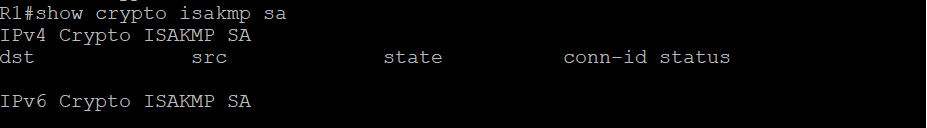 R1#show crypto isakmp sa
IPv4 Crypto ISAKMP SA
dst src state conn-id status
IPv6 Crypto ISAKMP SA